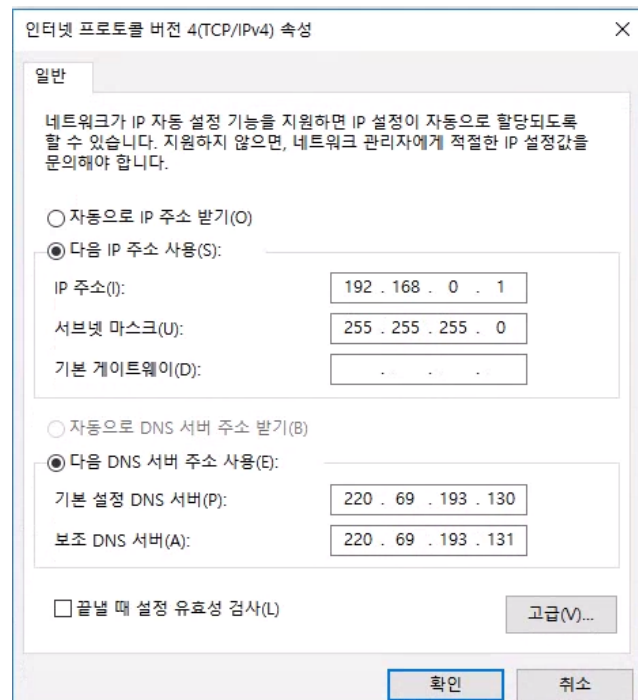 인터넷 프로토콜 버전 4(TCP/IPv4) 속성
일반
네트워크가 IP 자동 설정 기능을 지원하면 IP 설정이 자동으로 할당되도록
할 수 있습니다. 지원하지 않으면, 네트워크 관리자에게 적절한 IP 설정값을
문의해야 합니다.
자동으로 IP 주소 받기(O)
다음 IP 주소 사용(S):
IP 주소(I): 192 . 168 . 0 . 1
서브넷 마스크(U): 255 . 255 . 255 . 0
기본 게이트웨이(D): . . .
자동으로 DNS 서버 주소 받기(B)
다음 DNS 서버 주소 사용(E):
기본 설정 DNS 서버(P): 220 . 69 . 193 . 130
보조 DNS 서버(A): 220 . 69 . 193 . 131
끝낼 때 설정 유효성 검사(L)
고급(V)...
확인 취소